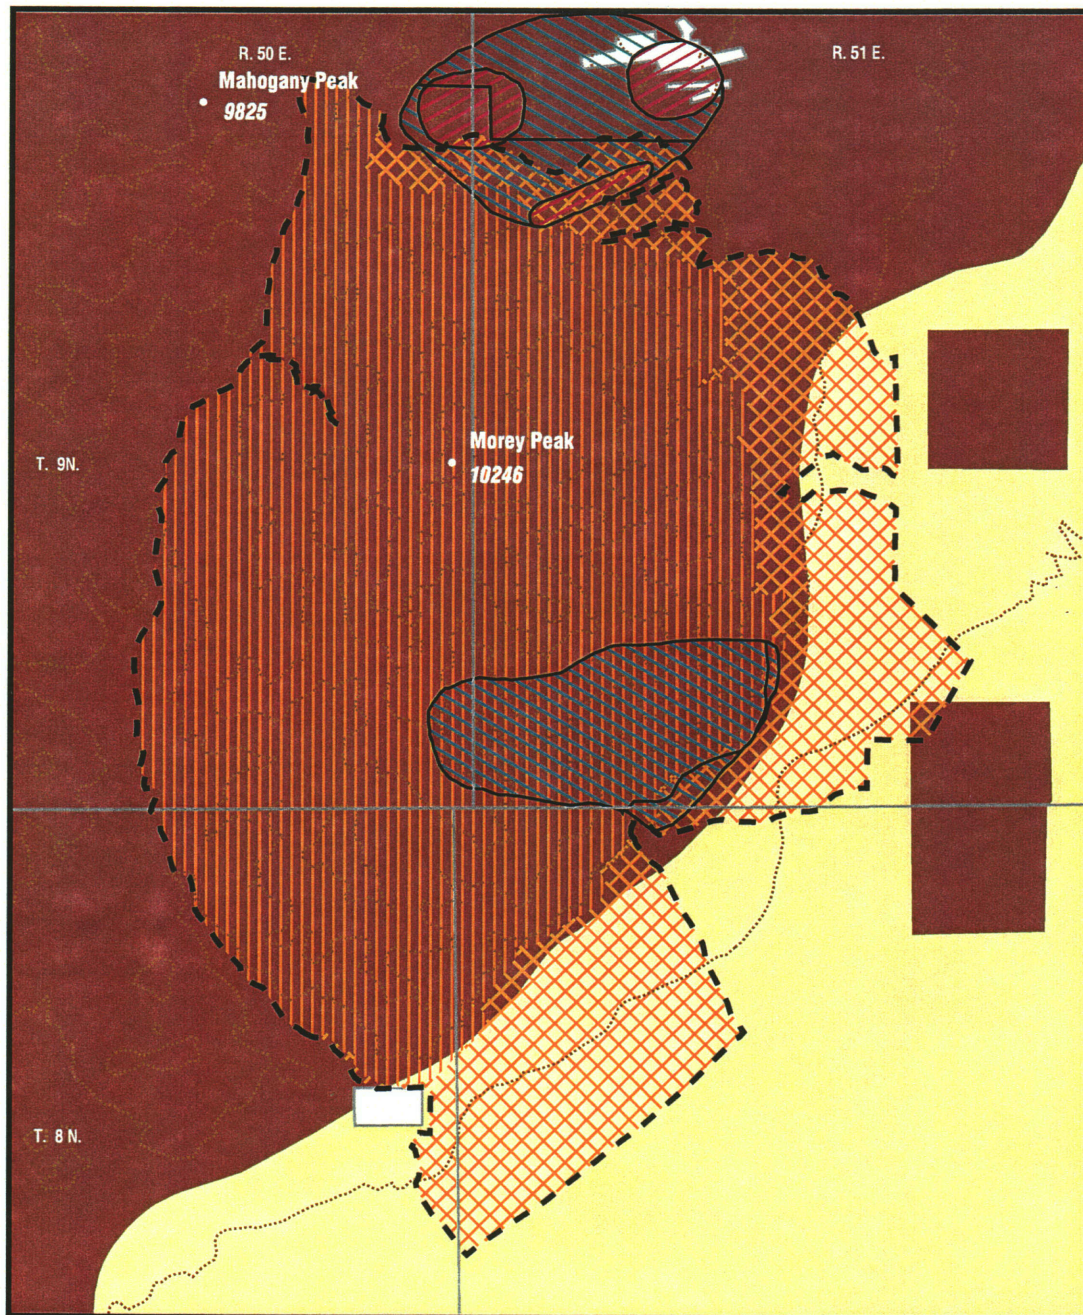 R. 50 E.
R. 51 E.
Mahogany Peak
9825
Morey Peak
10246
T. 9N.
T. 8 N.